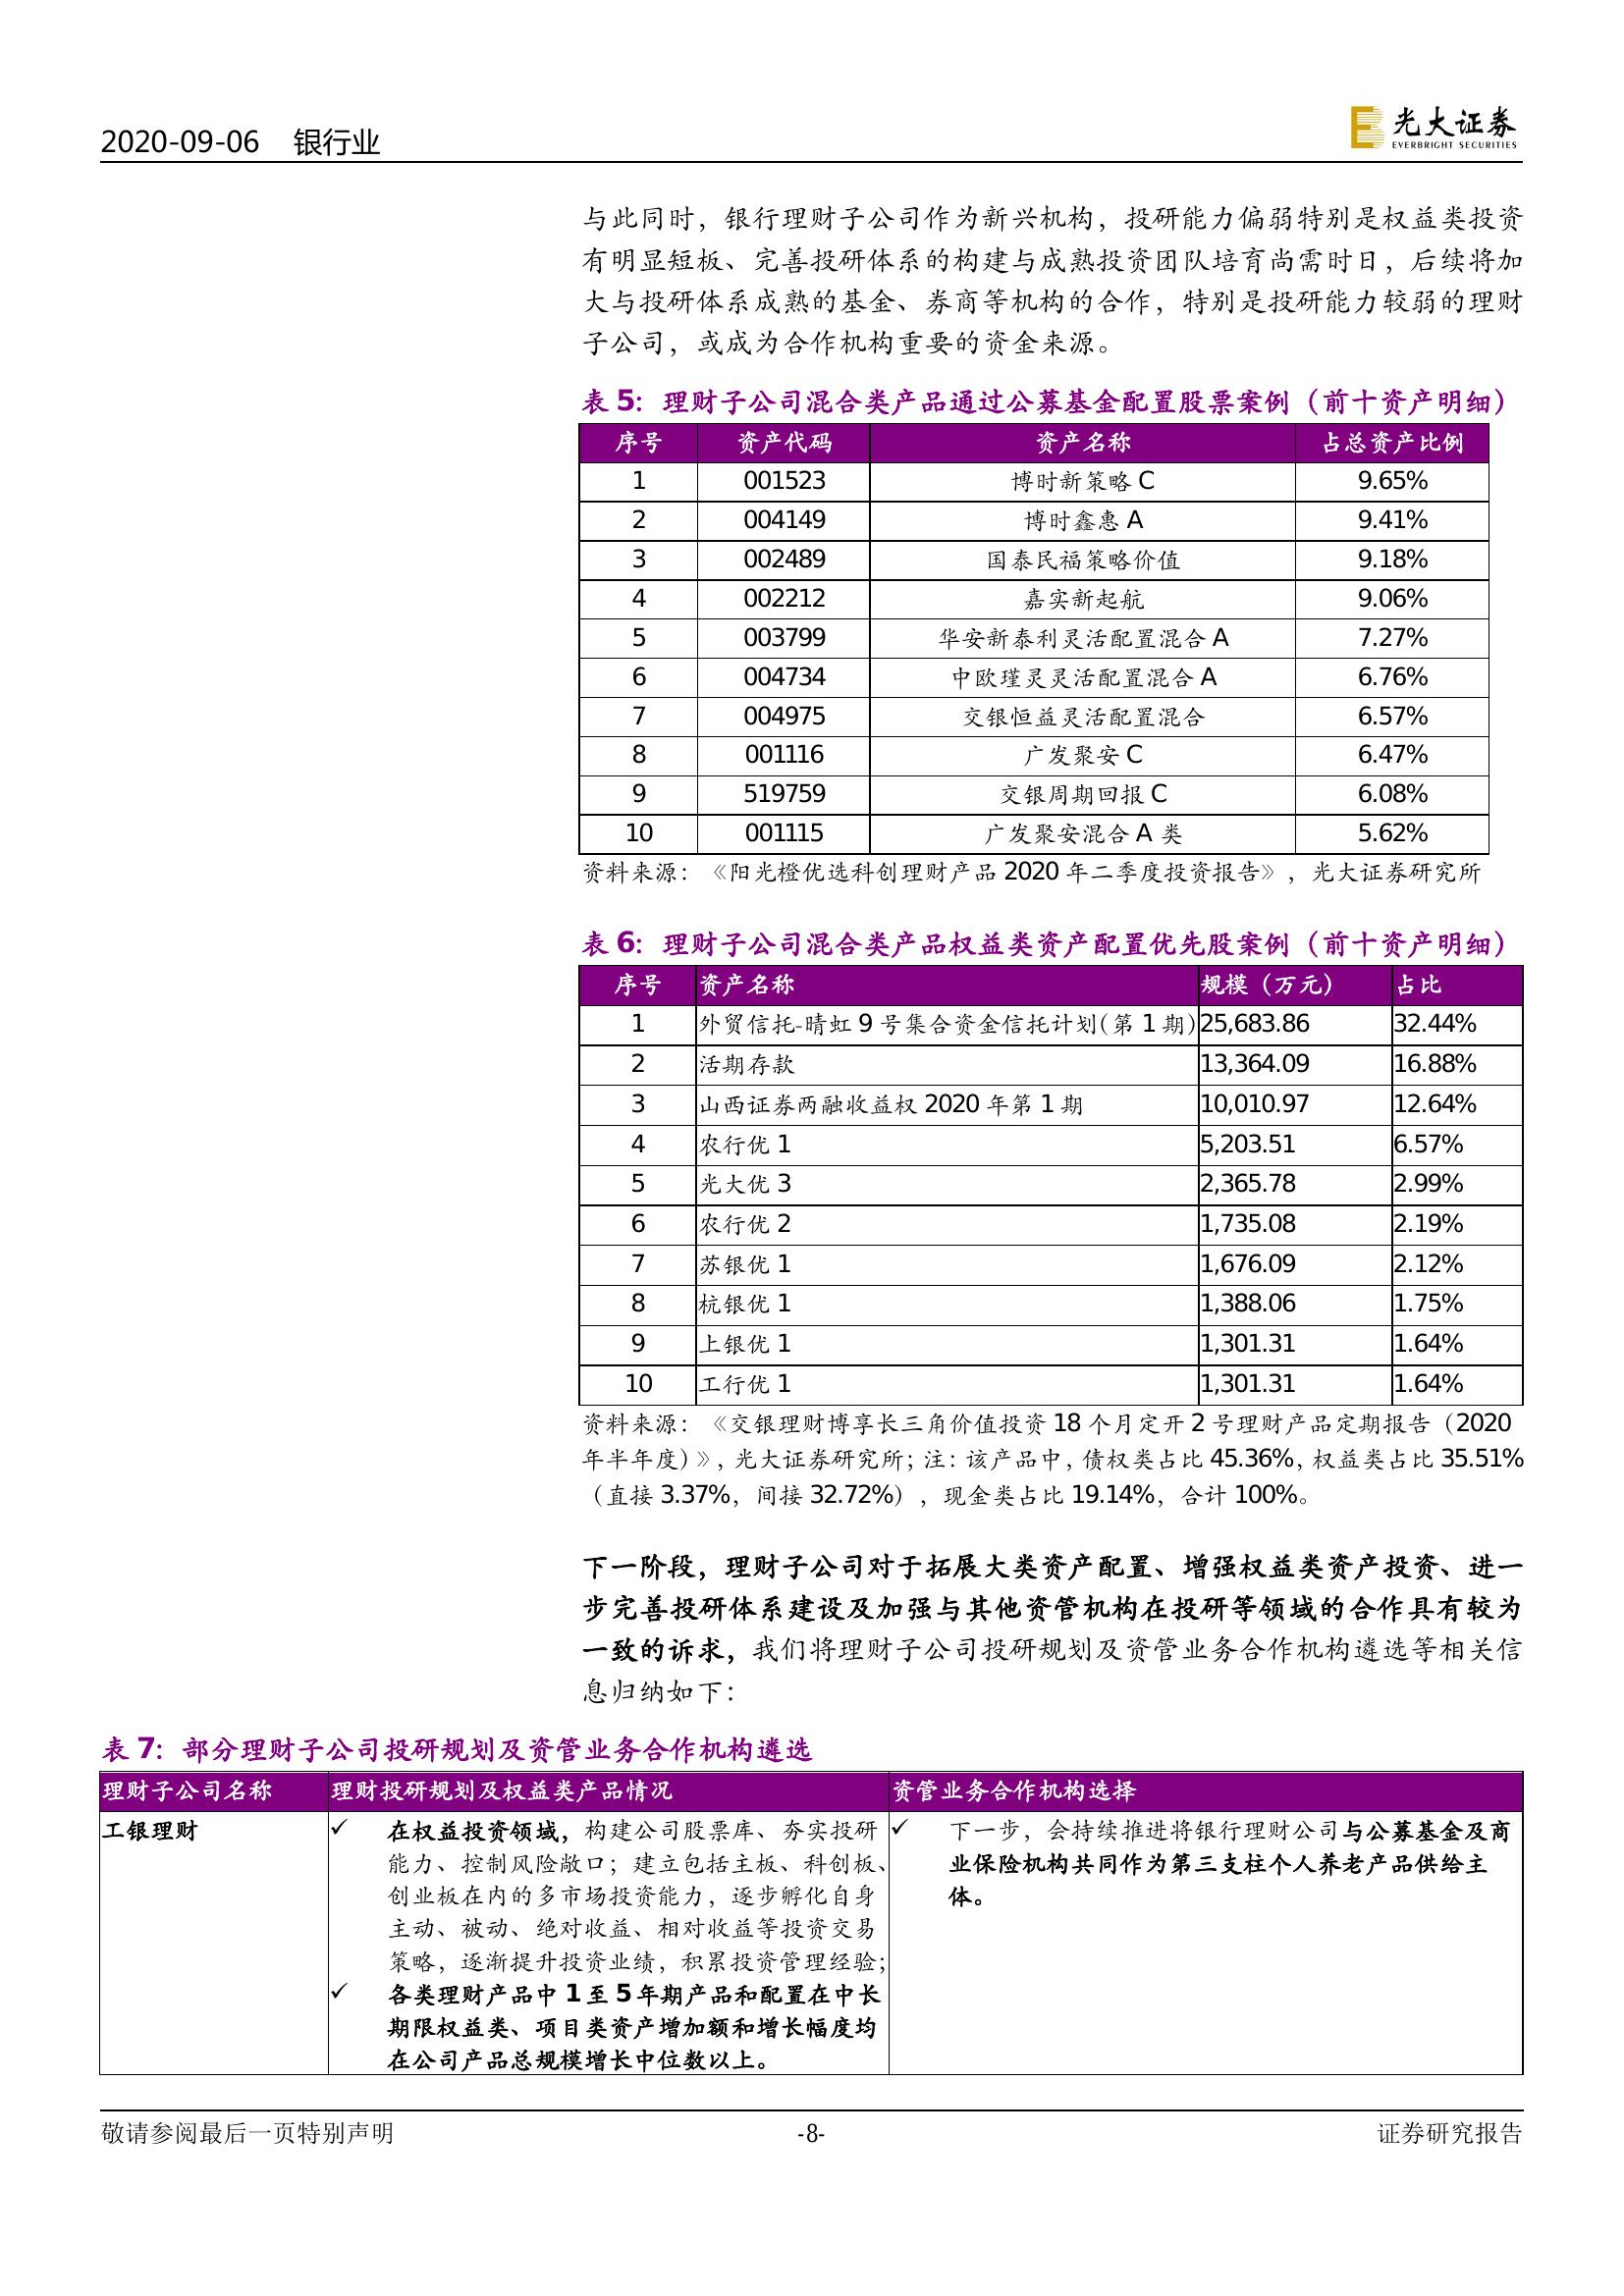 2020-09-06 银行业
光大证券
EVERBRIGHT SECURITIES
与此同时，银行理财子公司作为新兴机构，投研能力偏弱特别是权益类投资
有明显短板、完善投研体系的构建与成熟投资团队培育尚需时日，后续将加
大与投研体系成熟的基金、券商等机构的合作，特别是投研能力较弱的理财
子公司，或成为合作机构重要的资金来源。
表 5：理财子公司混合类产品通过公募基金配置股票案例（前十资产明细）
序号 资产代码 资产名称 占总资产比例
1 001523 博时新策略 C 9.65%
2 004149 博时鑫惠 A 9.41%
3 002489 国泰民福策略价值 9.18%
4 002212 嘉实新起航 9.06%
5 003799 华安新泰利灵活配置混合 A 7.27%
6 004734 中欧瑾灵灵活配置混合 A 6.76%
7 004975 交银恒益灵活配置混合 6.57%
8 001116 广发聚安 C 6.47%
9 519759 交银周期回报 C 6.08%
10 001115 广发聚安混合 A 类 5.62%
资料来源：《阳光橙优选科创理财产品 2020 年二季度投资报告》，光大证券研究所
表 6：理财子公司混合类产品权益类资产配置优先股案例（前十资产明细）
序号 资产名称 规模（万元） 占比
1 外贸信托-晴虹 9 号集合资金信托计划(第 1 期) 25,683.86 32.44%
2 活期存款 13,364.09 16.88%
3 山西证券两融收益权 2020 年第 1 期 10,010.97 12.64%
4 农行优 1 5,203.51 6.57%
5 光大优 3 2,365.78 2.99%
6 农行优 2 1,735.08 2.19%
7 苏银优 1 1,676.09 2.12%
8 杭银优 1 1,388.06 1.75%
9 上银优 1 1,301.31 1.64%
10 工行优 1 1,301.31 1.64%
资料来源：《交银理财博享长三角价值投资 18 个月定开 2 号理财产品定期报告（2020
年半年度)》，光大证券研究所；注：该产品中，债权类占比 45.36%，权益类占比 35.51%
（直接 3.37%，间接 32.72%），现金类占比 19.14%，合计 100%。
下一阶段，理财子公司对于拓展大类资产配置、增强权益类资产投资、进一
步完善投研体系建设及加强与其他资管机构在投研等领域的合作具有较为
一致的诉求，我们将理财子公司投研规划及资管业务合作机构遴选等相关信
息归纳如下：
表 7：部分理财子公司投研规划及资管业务合作机构遴选
理财子公司名称 理财投研规划及权益类产品情况 资管业务合作机构选择
工银理财
✓ 在权益投资领域，构建公司股票库、夯实投研
能力、控制风险敞口；建立包括主板、科创板、
创业板在内的多市场投资能力，逐步孵化自身
主动、被动、绝对收益、相对收益等投资交易
策略，逐渐提升投资业绩，积累投资管理经验；
✓ 各类理财产品中 1 至 5 年期产品和配置在中长
期限权益类、项目类资产增加额和增长幅度均
在公司产品总规模增长中位数以上。
✓ 下一步，会持续推进将银行理财公司与公募基金及商
业保险机构共同作为第三支柱个人养老产品供给主
体。
敬请参阅最后一页特别声明 -8- 证券研究报告